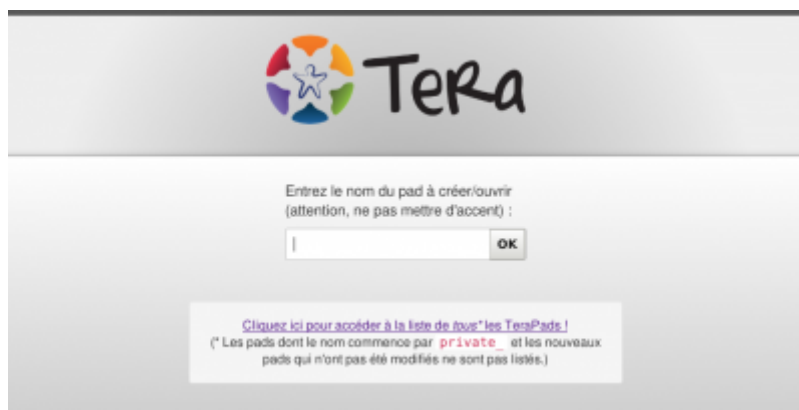 TeRa
Entrez le nom du pad à créer/ouvrir
(attention, ne pas mettre d'accent) :
OK
Cliquez ici pour accéder à la liste de tous* les TeraPads !
(* Les pads dont le nom commence par private_ et les nouveaux
pads qui n'ont pas été modifiés ne sont pas listés.)